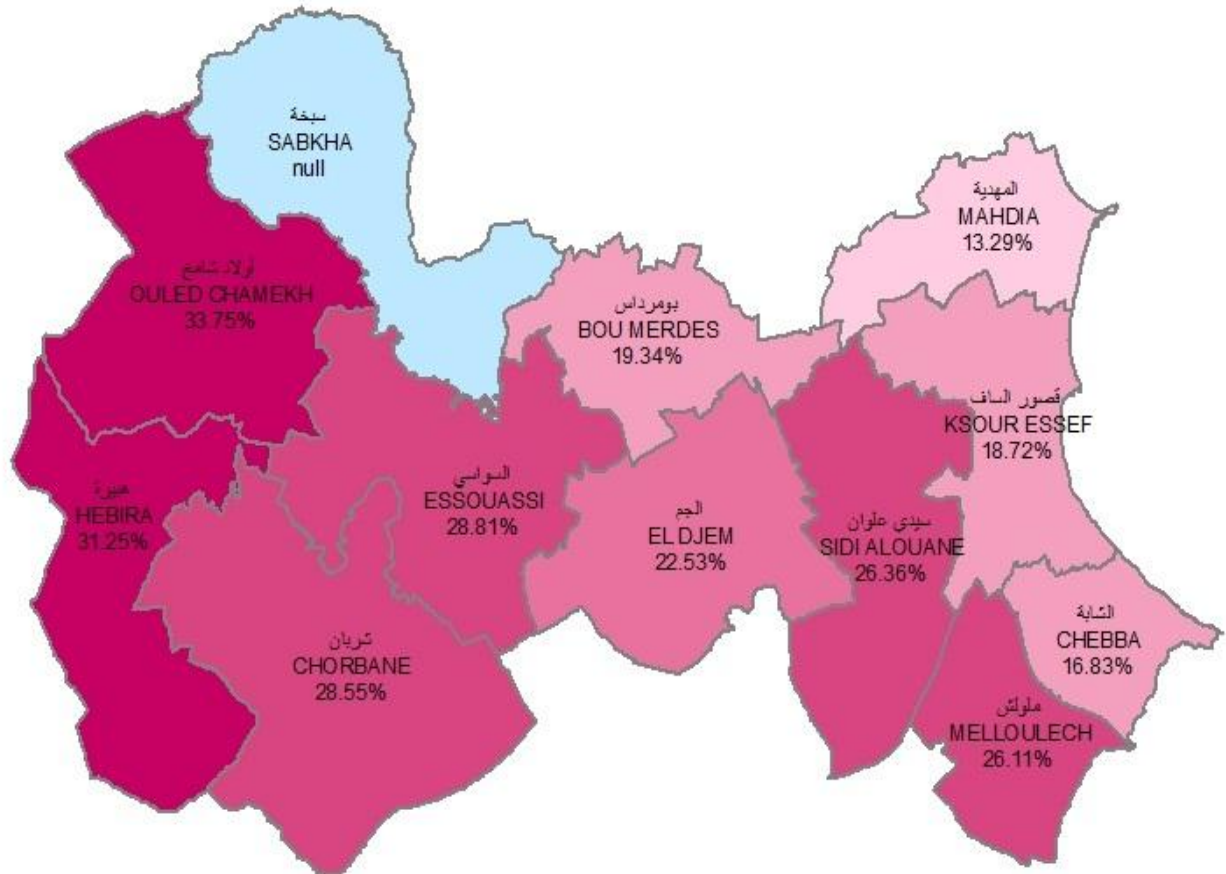 سبخة
SABKHA
null
المهدية
MAHDIA
13.29%
أولاد شامخ
OULED CHAMEKH
33.75%
بومرداس
BOU MERDES
19.34%
قصور الساف
KSOUR ESSEF
18.72%
هبيرة
HEBIRA
31.25%
السواسي
ESSOUASSI
28.81%
الجم
EL DJEM
22.53%
سيدي علوان
SIDI ALOUANE
26.36%
الشابة
CHEBBA
16.83%
شربان
CHORBANE
28.55%
ملولش
MELLOULECH
26.11%